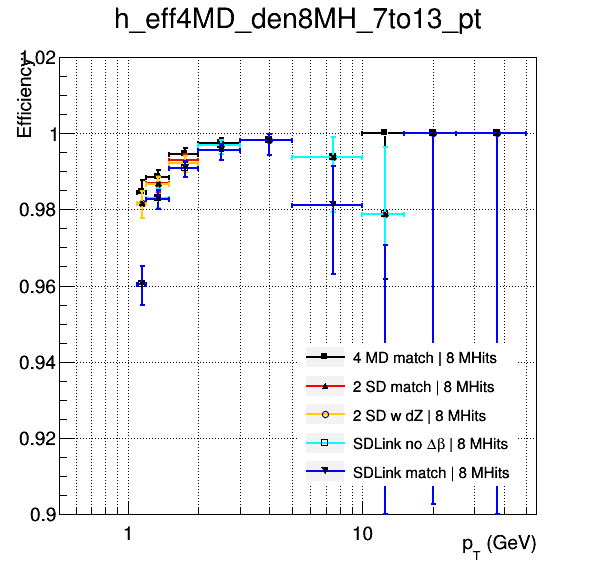 h_eff4MD_den8MH_7to13_pt
Efficiency
1.02
1
0.98
0.96
0.94
0.92
0.9
4 MD match | 8 MHits
2 SD match | 8 MHits
2 SD w dZ | 8 MHits
SDLink no Δβ | 8 MHits
SDLink match | 8 MHits
1
10
p_T (GeV)